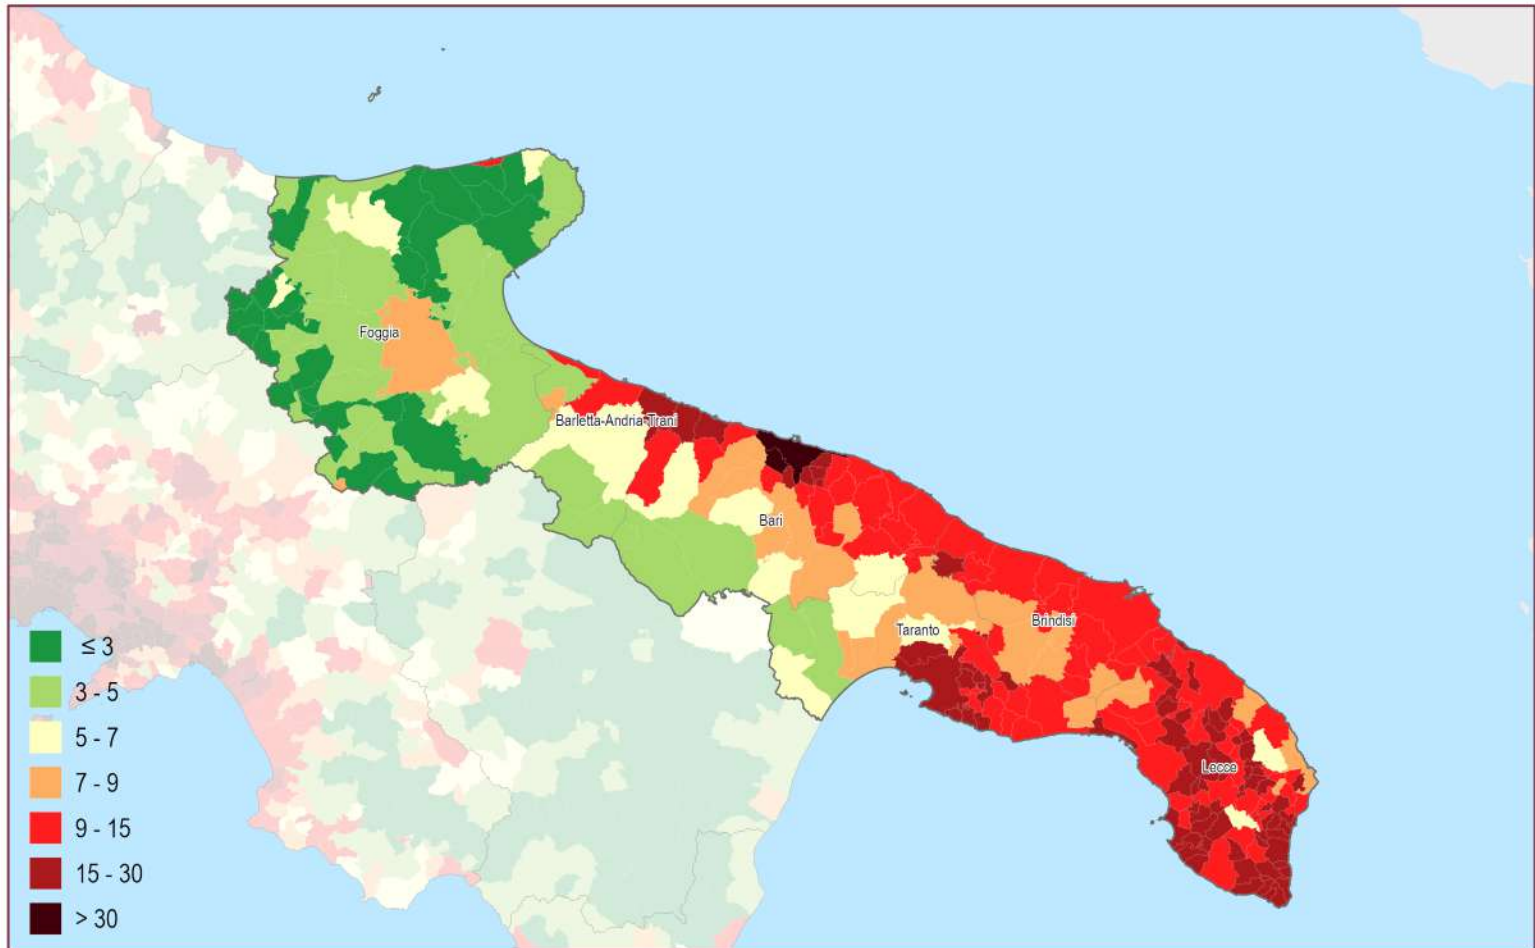 Foggia
Barletta-Andria-Trani
Bari
Taranto
Brindisi
Lecce
≤ 3
3 - 5
5 - 7
7 - 9
9 - 15
15 - 30
> 30